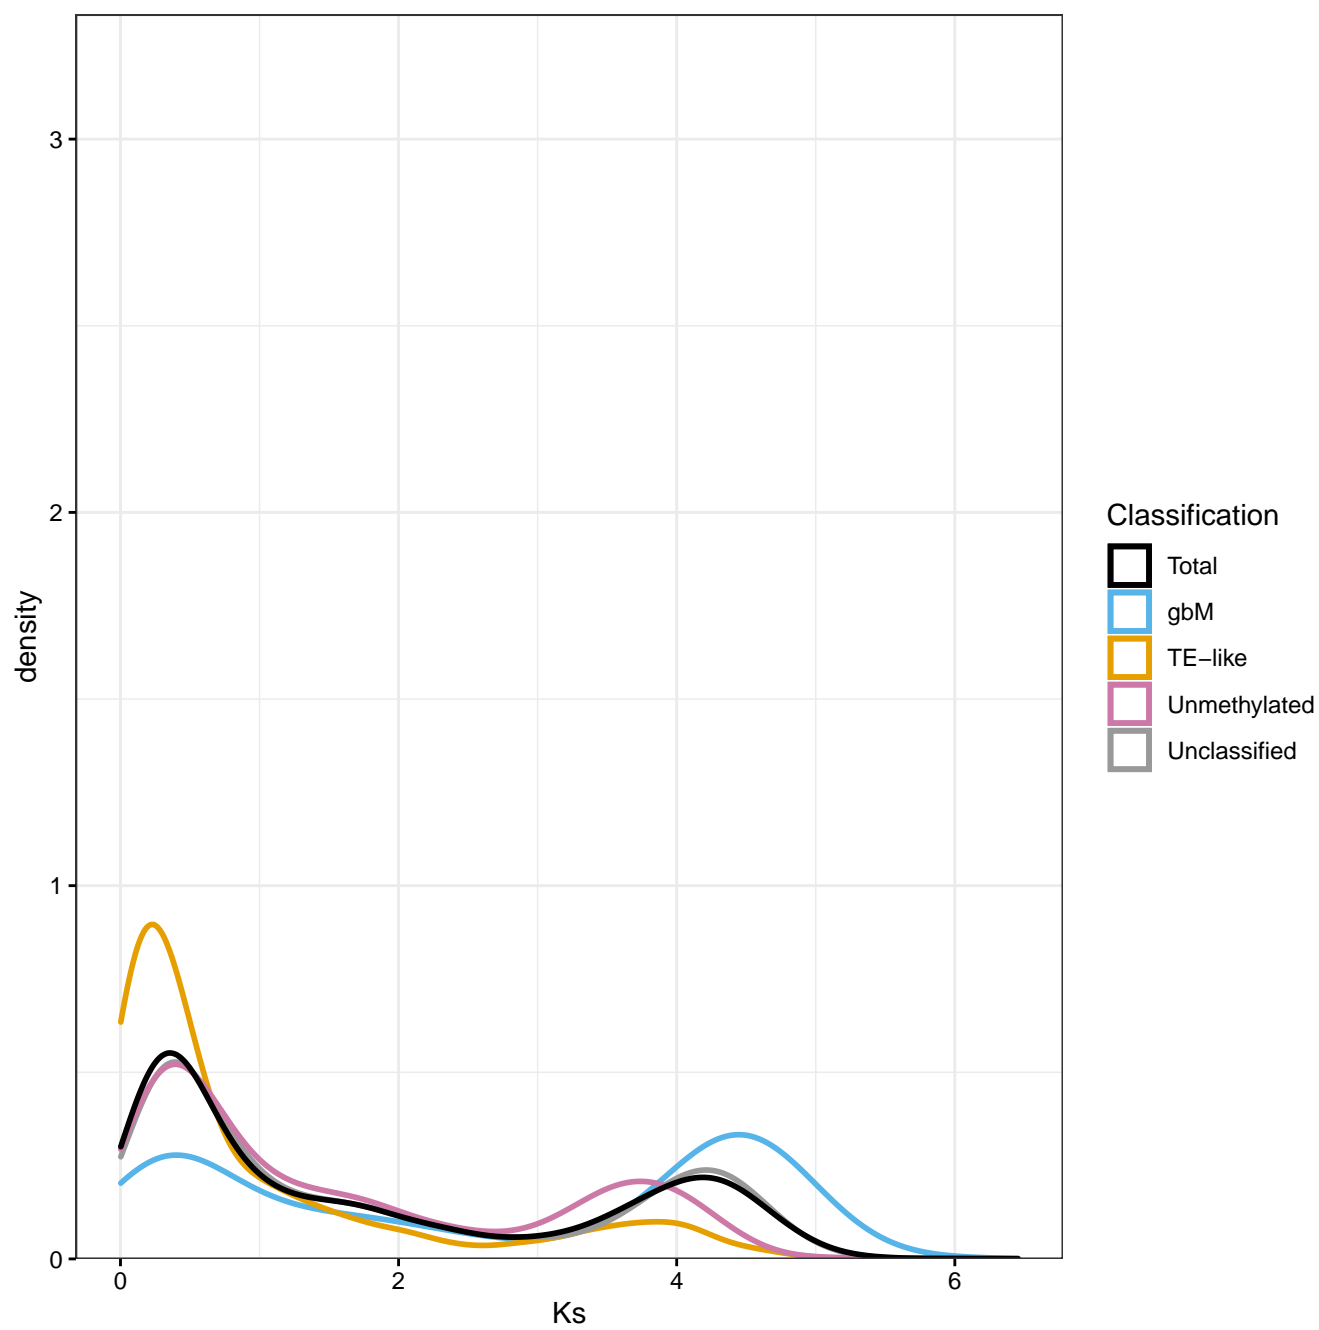 3
2
1
0
density
0 2 4 6
Ks
Classification
Total
gbM
TE−like
Unmethylated
Unclassified